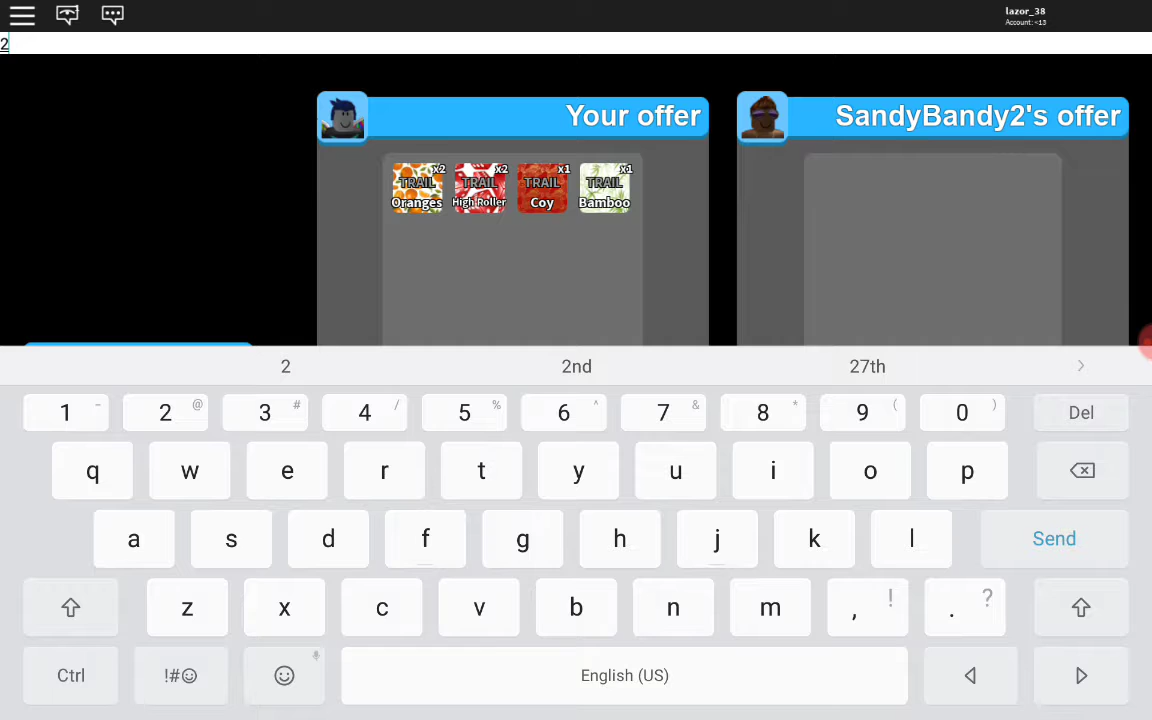 lazor_38
Account: <13
2
Your offer
SandyBandy2's offer
x2 x2 x1 x1
TRAIL TRAIL TRAIL TRAIL
Oranges High Roller Coy Bamboo
2 2nd 27th
1 - 2 @ 3 # 4 / 5 % 6 ^ 7 & 8 * 9 ( 0 ) Del
q w e r t y u i o p
a s d f g h j k l Send
z x c v b n m , ! . ?
Ctrl !#☺ English (US)